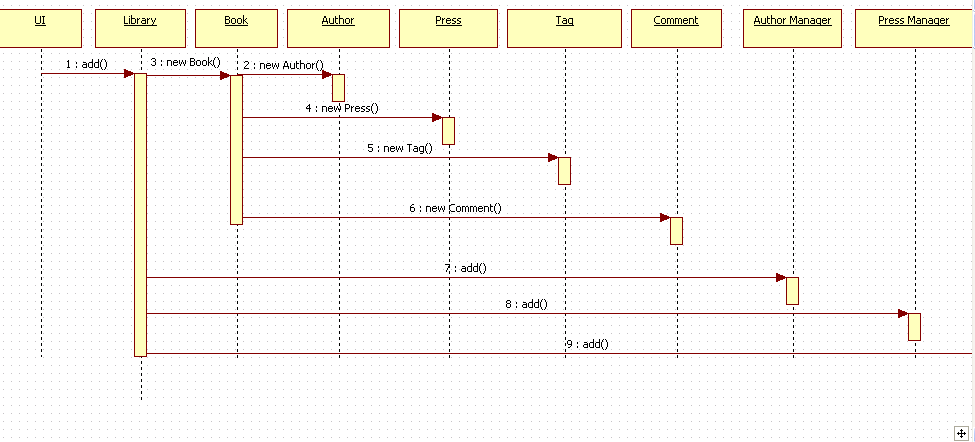 UI
Library
Book
Author
Press
Tag
Comment
Author Manager
Press Manager
1 : add()
3 : new Book()
2 : new Author()
4 : new Press()
5 : new Tag()
6 : new Comment()
7 : add()
8 : add()
9 : add()